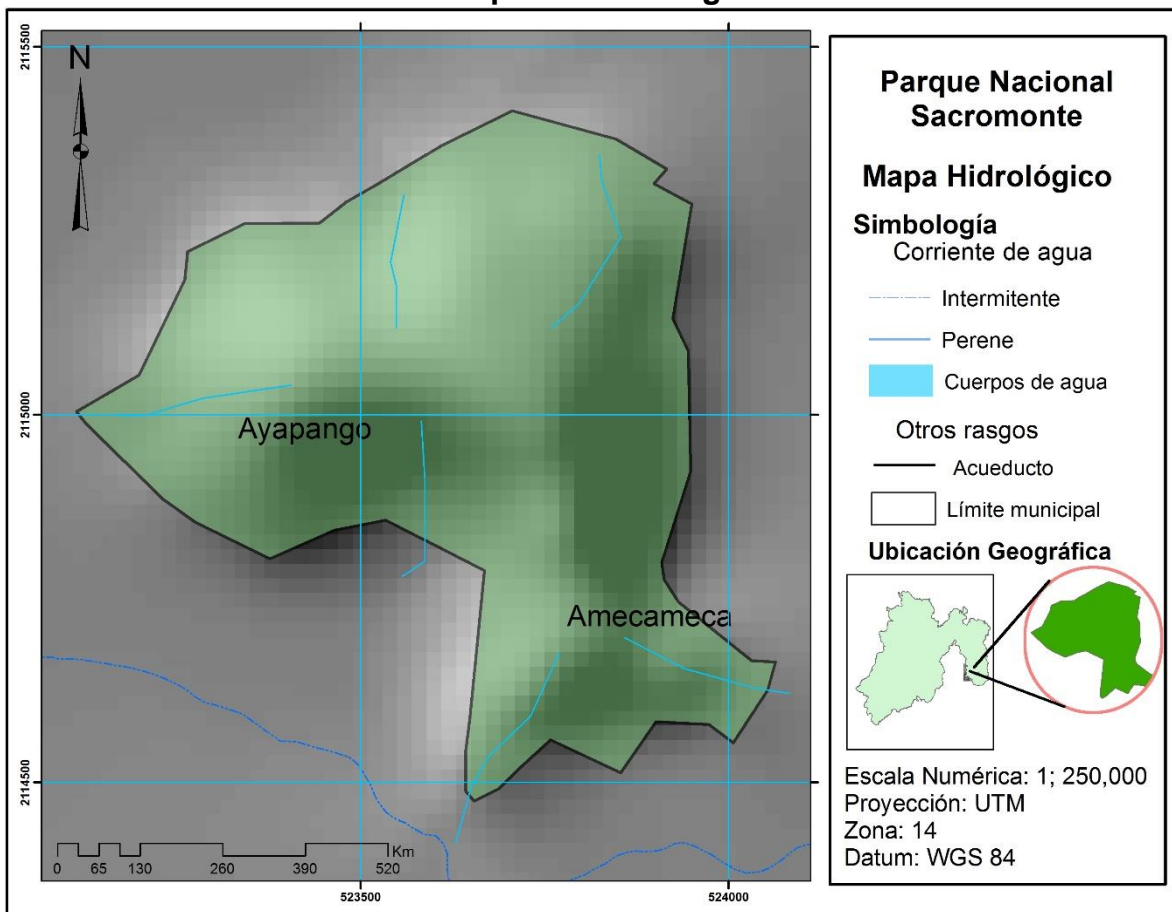 2115500
N
2115000
Ayapango
Amecameca
2114500
Km
0 65 130 260 390 520
523500 524000
Parque Nacional
Sacromonte
Mapa Hidrológico
Simbología
Corriente de agua
Intermitente
Perene
Cuerpos de agua
Otros rasgos
Acueducto
Límite municipal
Ubicación Geográfica
Escala Numérica: 1; 250,000
Proyección: UTM
Zona: 14
Datum: WGS 84